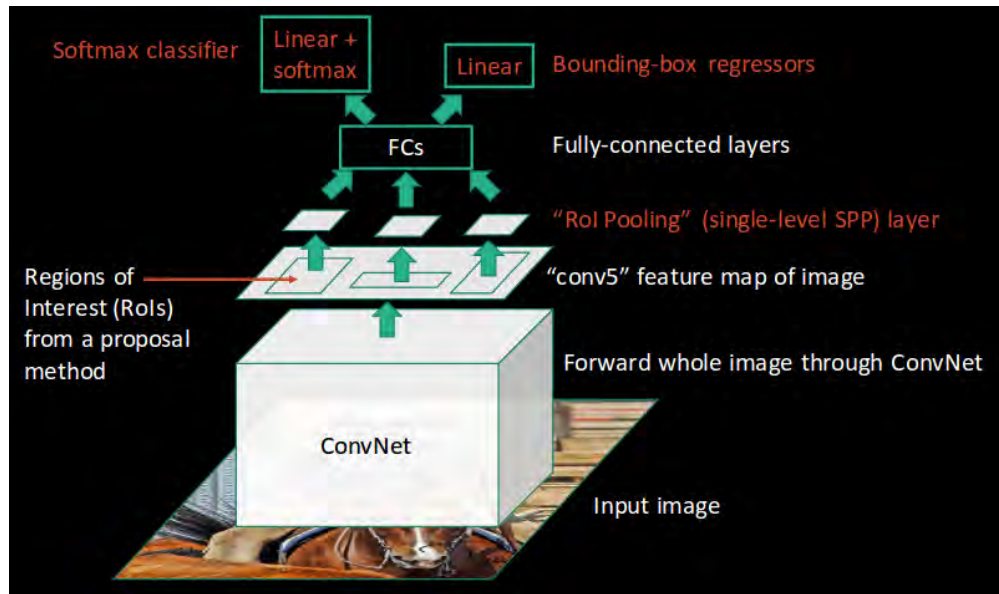 Softmax classifier
Linear +
softmax
Linear
Bounding-box regressors
FCs
Fully-connected layers
“RoI Pooling” (single-level SPP) layer
Regions of
Interest (RoIs)
from a proposal
method
“conv5” feature map of image
Forward whole image through ConvNet
ConvNet
Input image